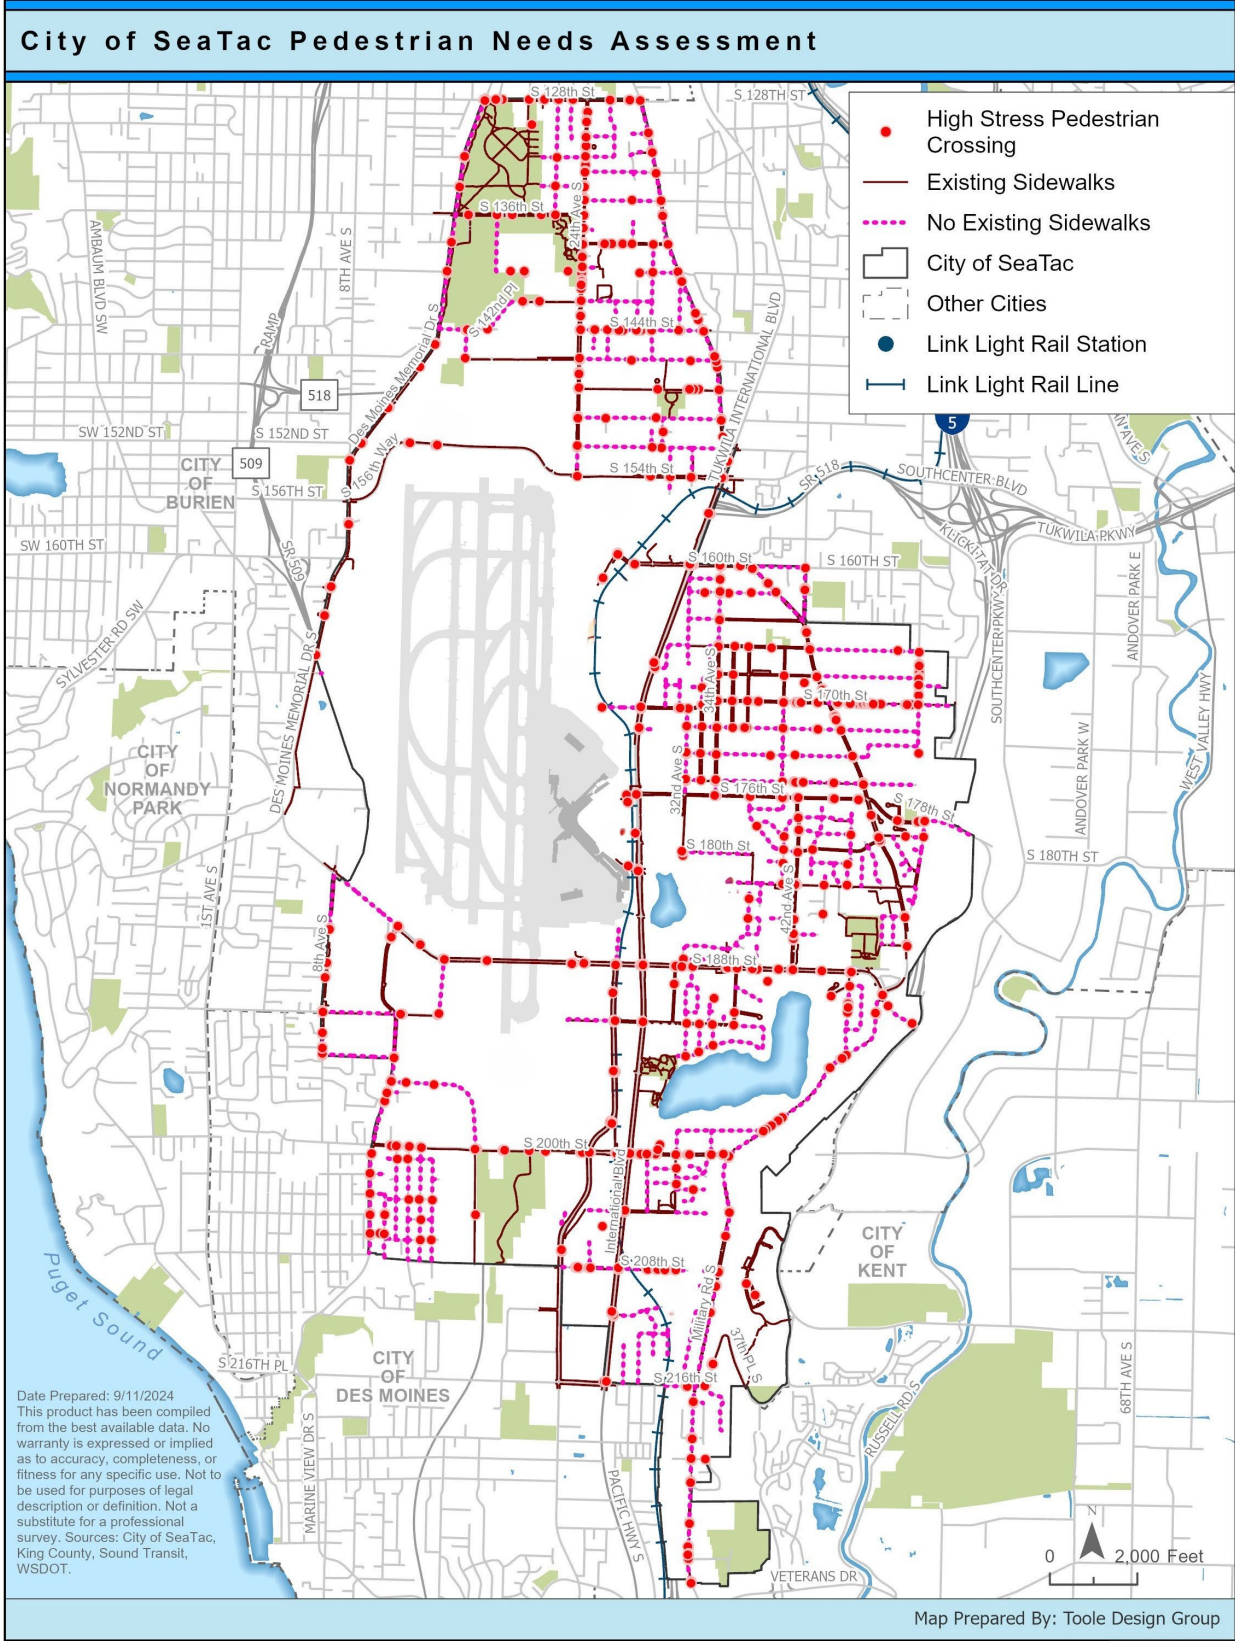 City of SeaTac Pedestrian Needs Assessment
S 128th St
S 128TH ST
High Stress Pedestrian
Crossing
Existing Sidewalks
No Existing Sidewalks
City of SeaTac
Other Cities
Link Light Rail Station
Link Light Rail Line
AMBAUM BLVD SW
8TH AVE S
S 136th St
24th Ave S
S 142nd Pl
S 144th St
RAMP
518
Des Moines Memorial Dr S
TUKWILA INTERNATIONAL BLVD
5
AN AVE S
SW 152ND ST
S 152ND ST
509
CITY
OF
BURIEN
S 156th Way
S 156TH ST
S 154th St
SR 518
SOUTHCENTER BLVD
TUKWILA PKWY
KLICKITAT DR
SW 160TH ST
SR 509
S 160th St
S 160TH ST
ANDOVER PARK E
SYLVESTER RD SW
DES MOINES MEMORIAL DR S
34th Ave S
S 170th St
SOUTHCENTER PKWY
WEST VALLEY HWY
CITY
OF
NORMANDY
PARK
32nd Ave S
S 176th St
S 178th St
ANDOVER PARK W
S 180th St
S 180TH ST
1ST AVE S
8th Ave S
42nd Ave S
S 188th St
S 200th St
International Blvd
CITY
OF
KENT
S 208th St
Military Rd S
37th PL S
Puget Sound
S 216TH PL
CITY
OF
DES MOINES
S 216th St
68TH AVE S
RUSSELL RD S
MARINE VIEW DR S
PACIFIC HWY S
VETERANS DR
Date Prepared: 9/11/2024
This product has been compiled
from the best available data. No
warranty is expressed or implied
as to accuracy, completeness, or
fitness for any specific use. Not to
be used for purposes of legal
description or definition. Not a
substitute for a professional
survey. Sources: City of SeaTac,
King County, Sound Transit,
WSDOT.
N
0 2,000 Feet
Map Prepared By: Toole Design Group